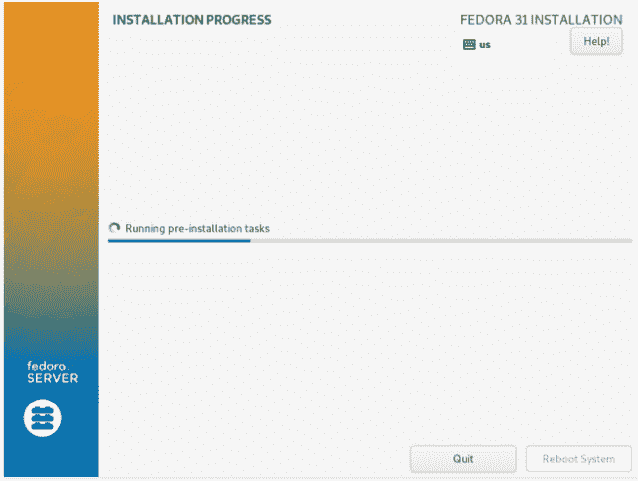 INSTALLATION PROGRESS
FEDORA 31 INSTALLATION
us
Help!
Running pre-installation tasks
fedora
SERVER
Quit
Reboot System